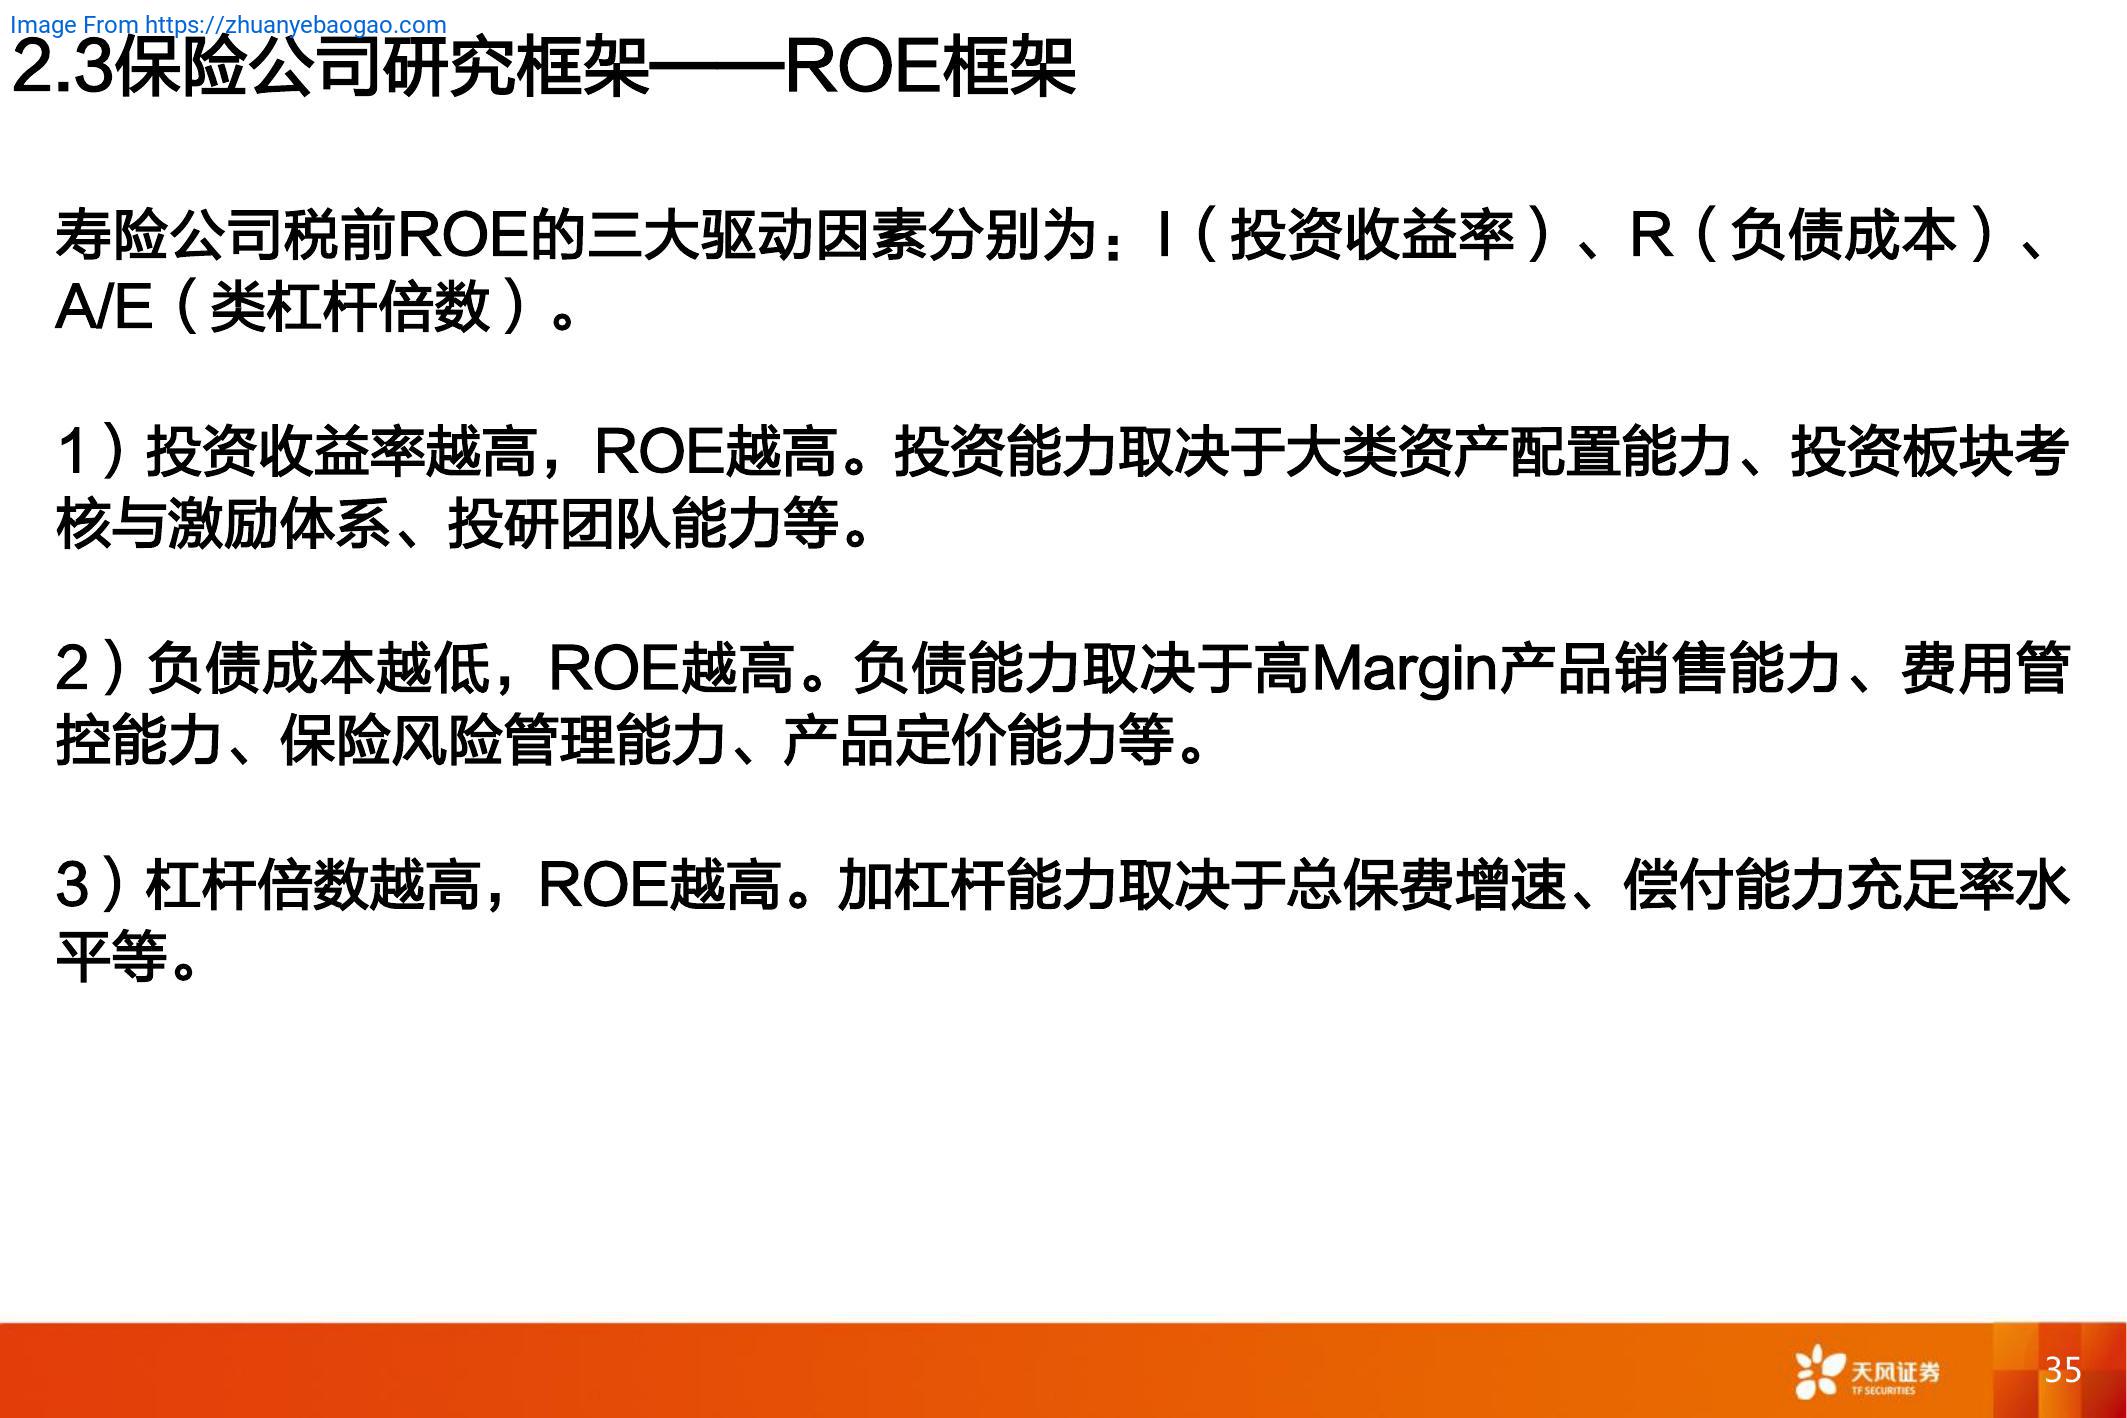 Image From https://zhuanyebaogao.com
2.3保险公司研究框架——ROE框架
寿险公司税前ROE的三大驱动因素分别为：I（投资收益率）、R（负债成本）、
A/E（类杠杆倍数）。
1）投资收益率越高，ROE越高。投资能力取决于大类资产配置能力、投资板块考
核与激励体系、投研团队能力等。
2）负债成本越低，ROE越高。负债能力取决于高Margin产品销售能力、费用管
控能力、保险风险管理能力、产品定价能力等。
3）杠杆倍数越高，ROE越高。加杠杆能力取决于总保费增速、偿付能力充足率水
平等。
天风证券
TF SECURITIES
35